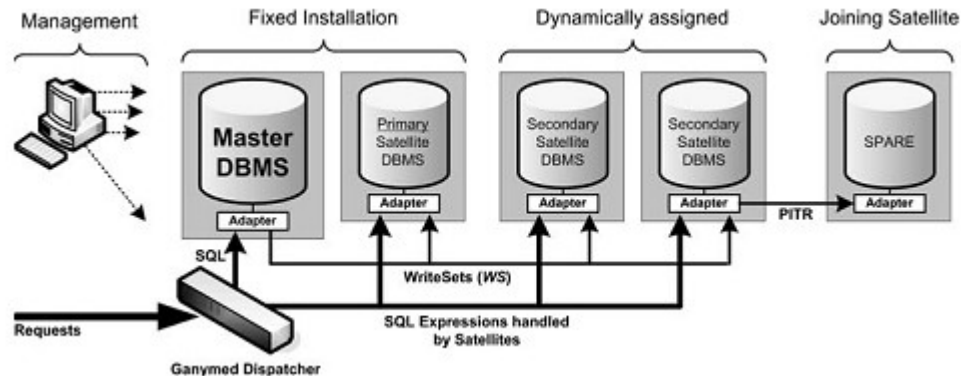 Management
Fixed Installation
Dynamically assigned
Joining Satellite
Master
DBMS
Primary
Satellite
DBMS
Secondary
Satellite
DBMS
Secondary
Satellite
DBMS
SPARE
Adapter
Adapter
Adapter
Adapter
Adapter
PITR
SQL
WriteSets (WS)
Requests
SQL Expressions handled
by Satellites
Ganymed Dispatcher